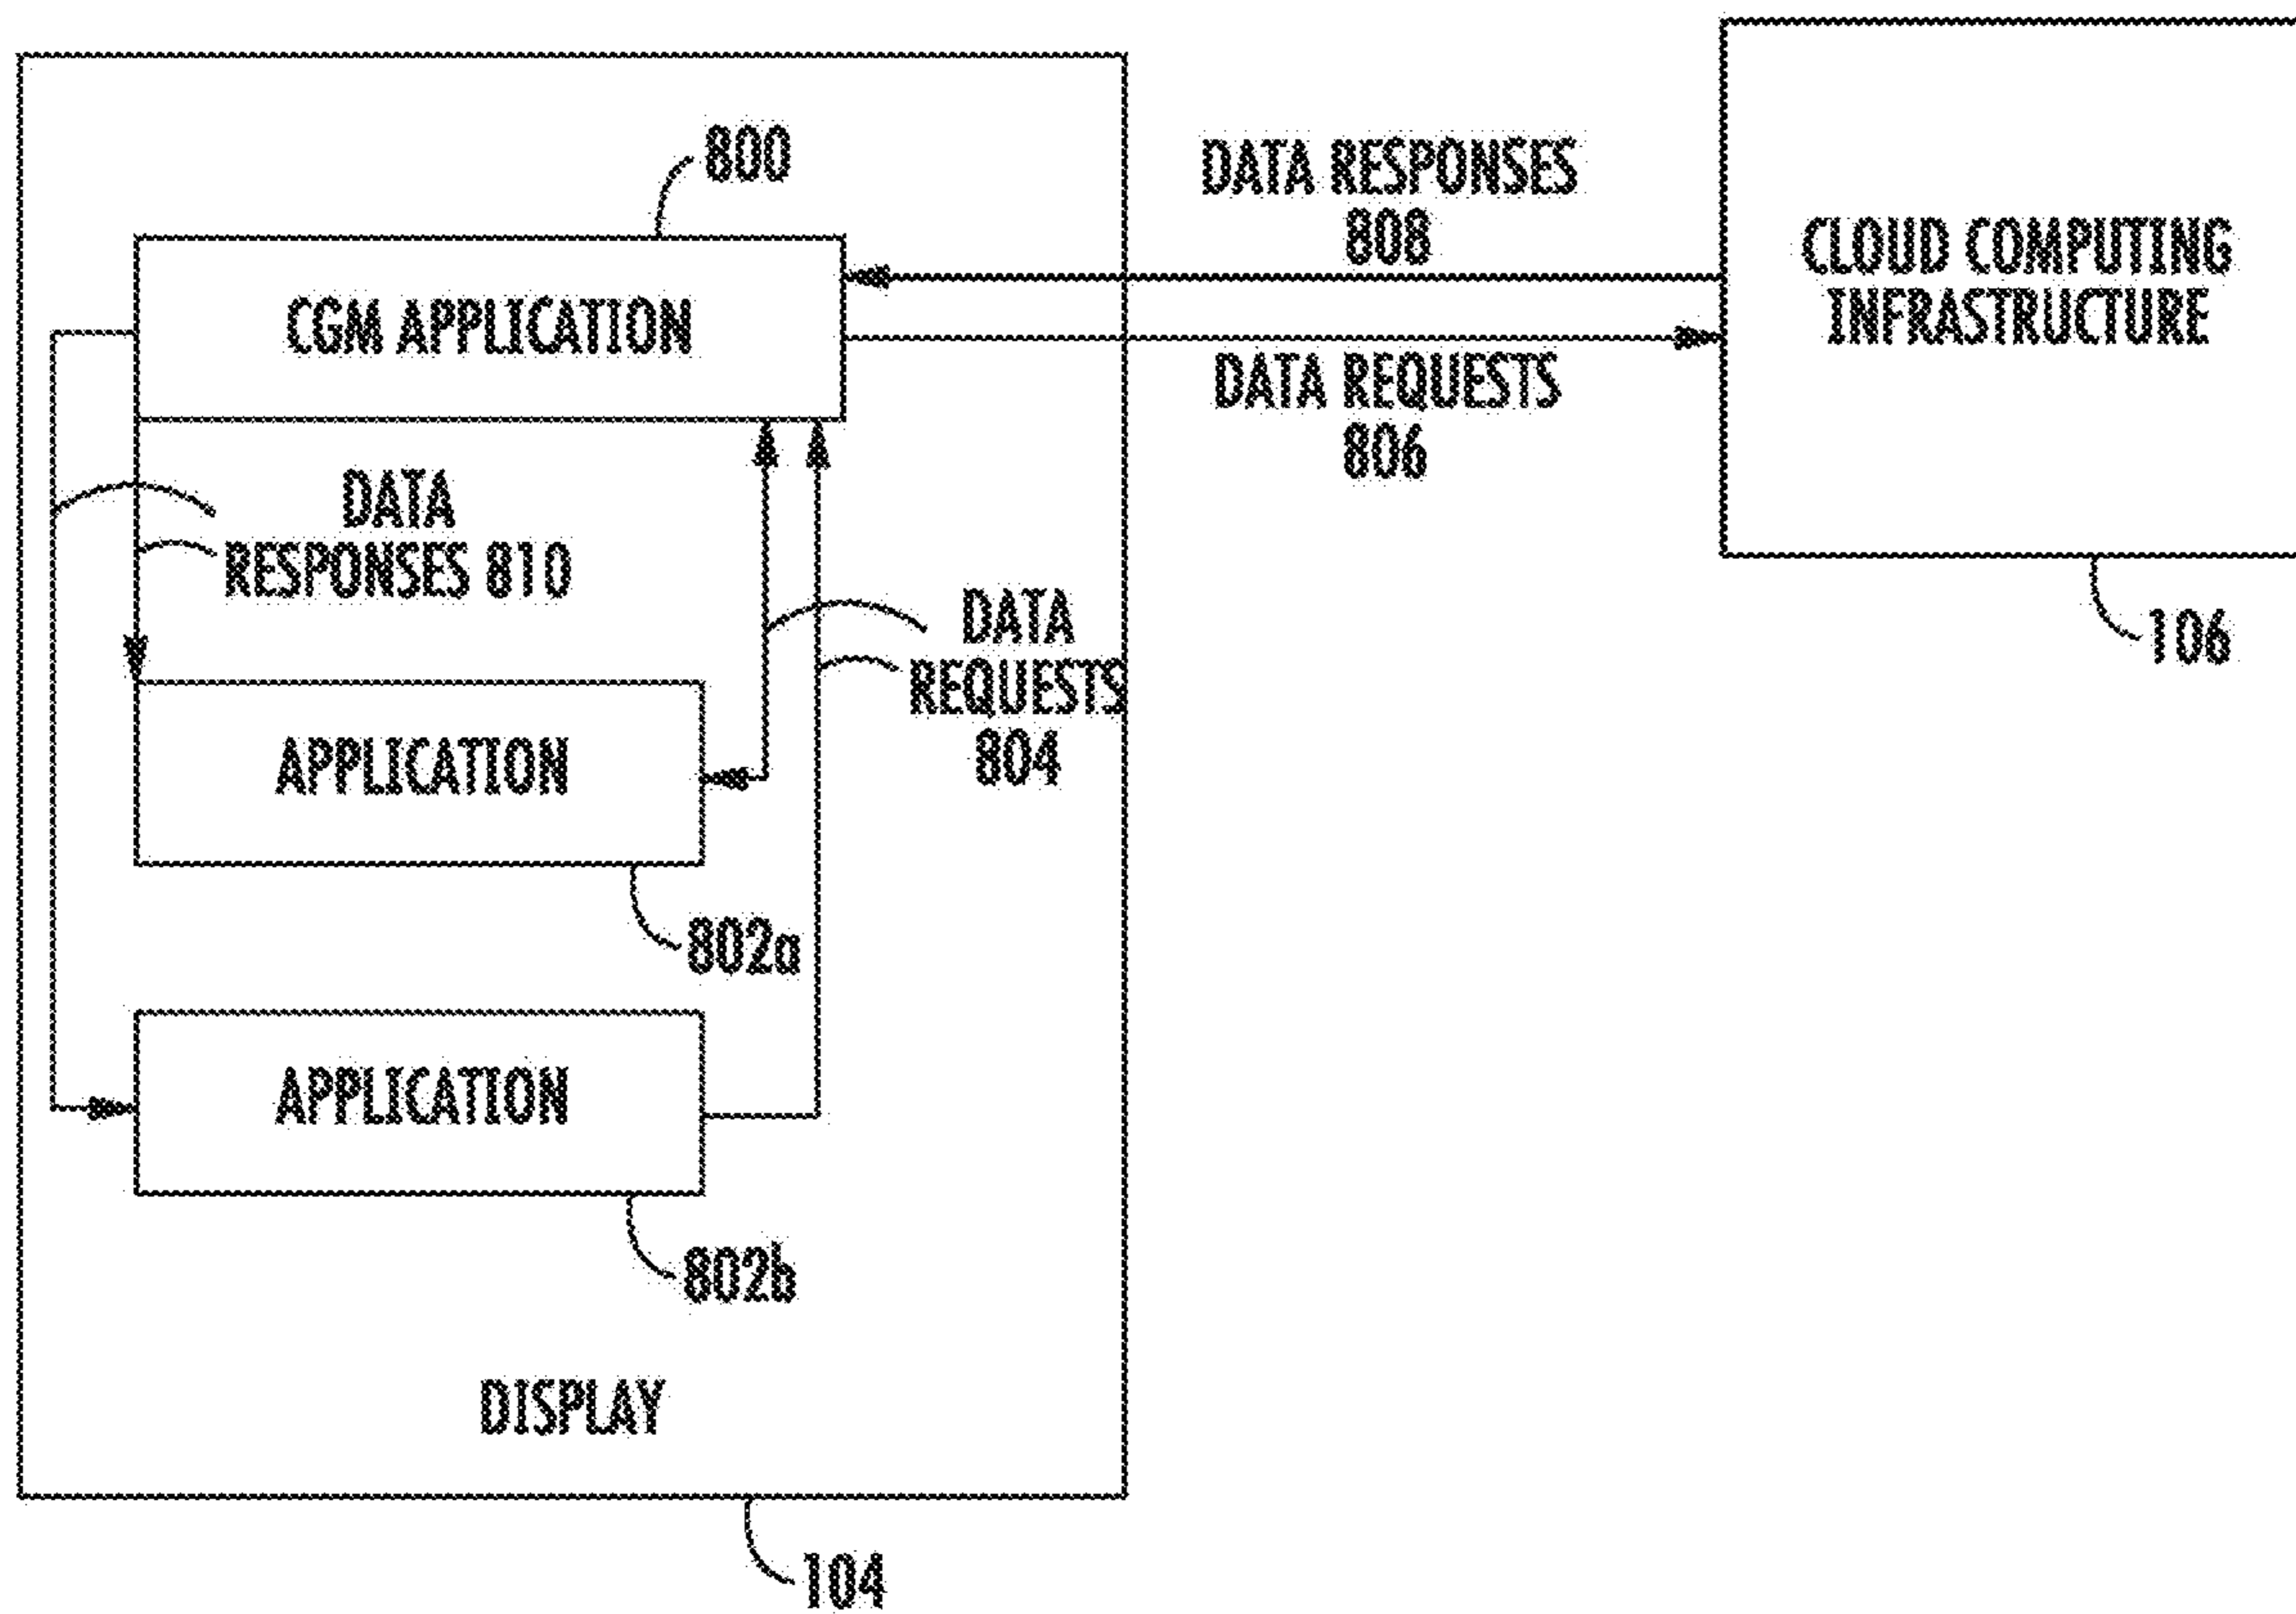 800
DATA RESPONSES
808
CLOUD COMPUTING
INFRASTRUCTURE
CGM APPLICATION
DATA REQUESTS
806
DATA
RESPONSES 810
DATA
REQUESTS
804
106
APPLICATION
802a
APPLICATION
802b
DISPLAY
104